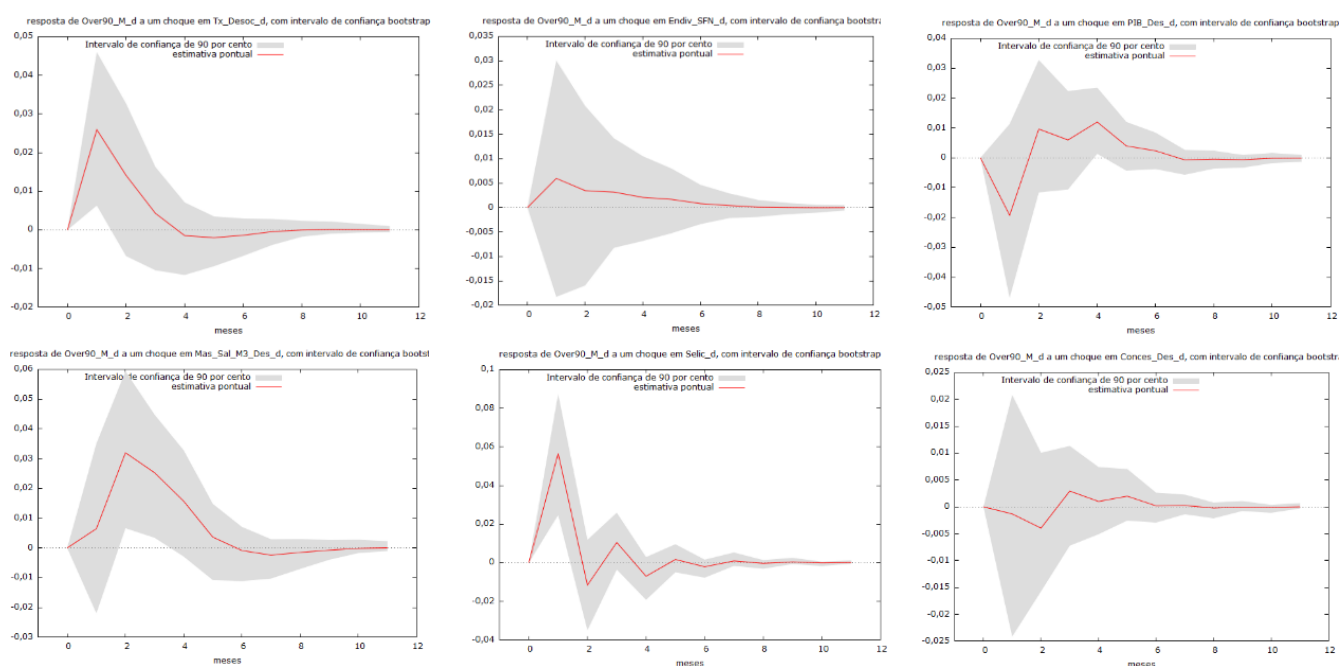 resposta de Over90_M_d a um choque em Tx_Desoc_d, com intervalo de confiança bootstrap
0,05
0,04
0,03
0,02
0,01
0
-0,01
-0,02
Intervalo de confiança de 90 por cento
estimativa pontual
0 2 4 6 8 10 12
meses
resposta de Over90_M_d a um choque em Endiv_SFN_d, com intervalo de confiança bootstra
0,035
0,03
0,025
0,02
0,015
0,01
0,005
0
-0,005
-0,01
-0,015
-0,02
Intervalo de confiança de 90 por cento
estimativa pontual
0 2 4 6 8 10 12
meses
resposta de Over90_M_d a um choque em PIB_Des_d, com intervalo de confiança bootstrap
0,04
0,03
0,02
0,01
0
-0,01
-0,02
-0,03
-0,04
-0,05
Intervalo de confiança de 90 por cento
estimativa pontual
0 2 4 6 8 10 12
meses
resposta de Over90_M_d a um choque em Mas_Sal_M3_Des_d, com intervalo de confiança bootst
0,06
0,05
0,04
0,03
0,02
0,01
0
-0,01
-0,02
-0,03
Intervalo de confiança de 90 por cento
estimativa pontual
0 2 4 6 8 10 12
meses
resposta de Over90_M_d a um choque em Selic_d, com intervalo de confiança bootstrap
0,1
0,08
0,06
0,04
0,02
0
-0,02
-0,04
Intervalo de confiança de 90 por cento
estimativa pontual
0 2 4 6 8 10 12
meses
resposta de Over90_M_d a um choque em Conces_Des_d, com intervalo de confiança bootstra
0,025
0,02
0,015
0,01
0,005
0
-0,005
-0,01
-0,015
-0,02
-0,025
Intervalo de confiança de 90 por cento
estimativa pontual
0 2 4 6 8 10 12
meses